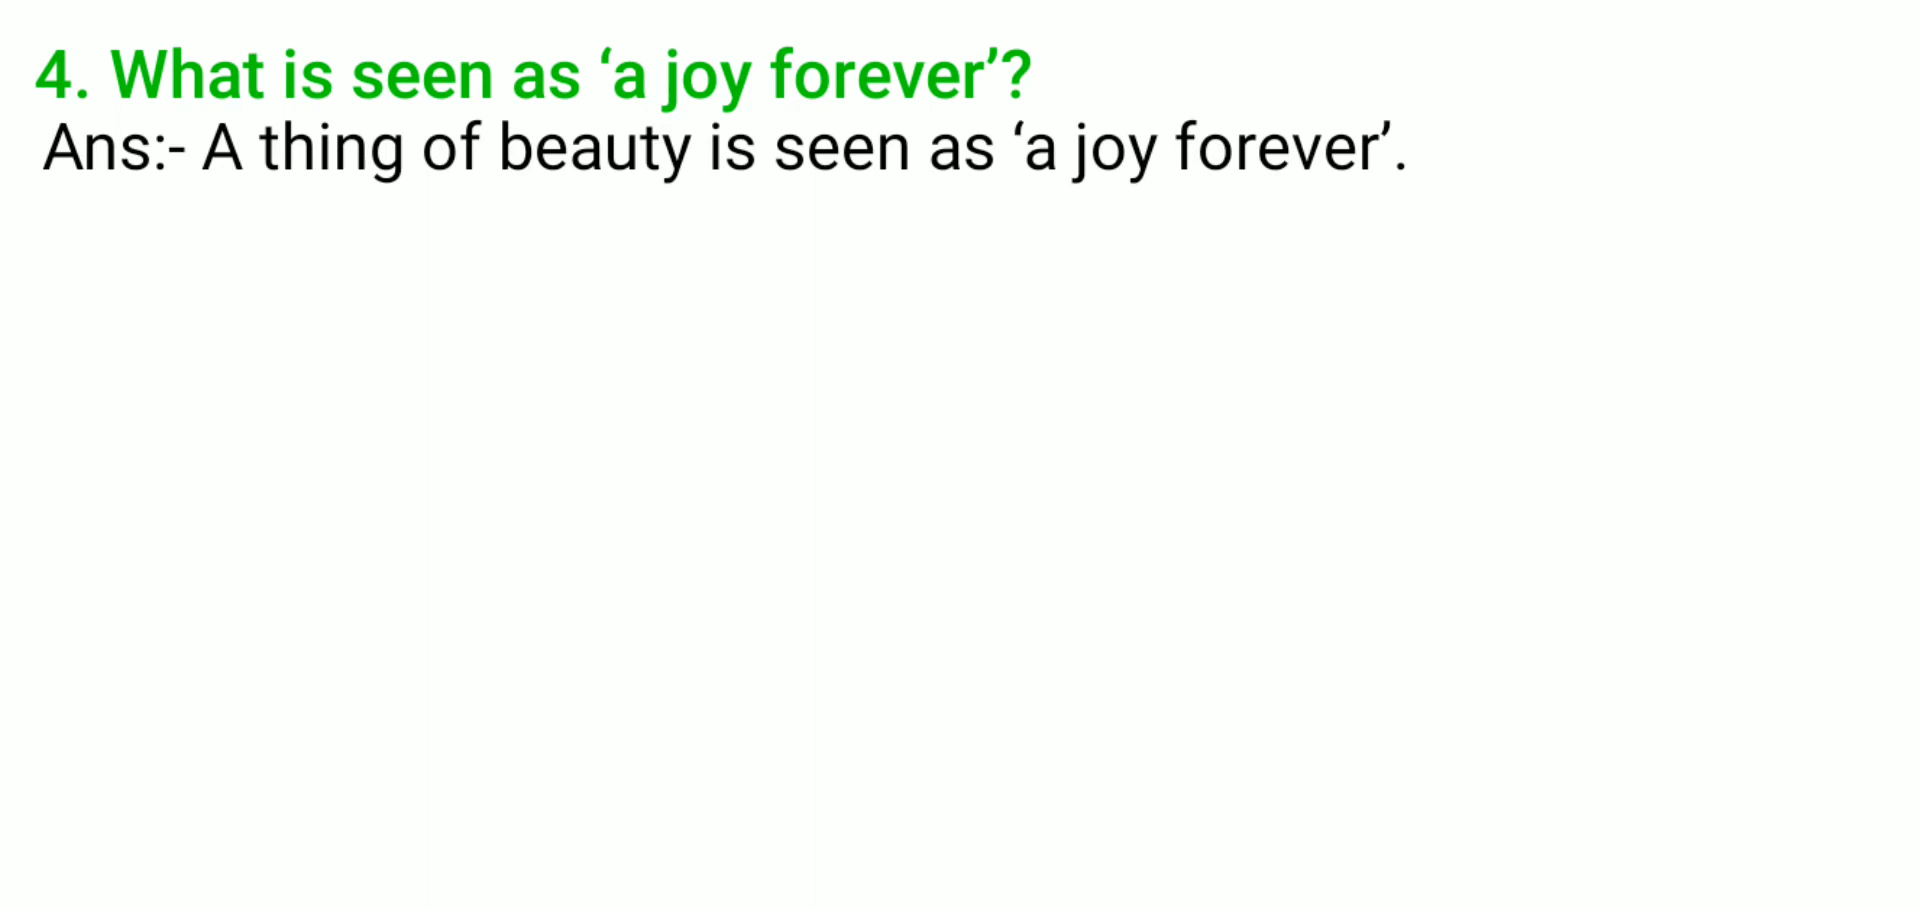 4. What is seen as ‘a joy forever’?
Ans:- A thing of beauty is seen as ‘a joy forever’.